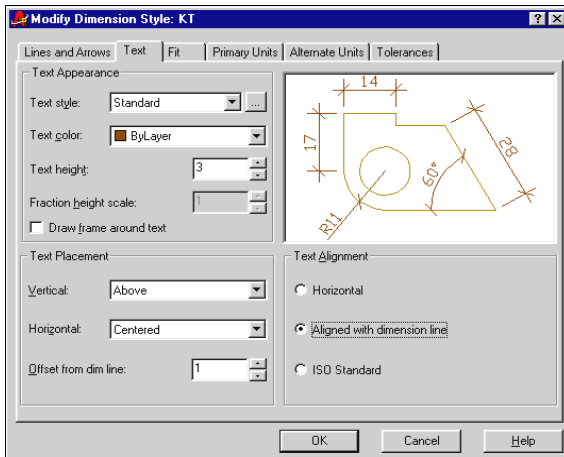 Modify Dimension Style: KT
Lines and Arrows Text Fit Primary Units Alternate Units Tolerances
Text Appearance
Text style: Standard ...
Text color: ByLayer
Text height: 3
Fraction height scale: 1
Draw frame around text
14
17
28
60°
R11
Text Placement
Vertical: Above
Horizontal: Centered
Offset from dim line: 1
Text Alignment
Horizontal
Aligned with dimension line
ISO Standard
OK Cancel Help